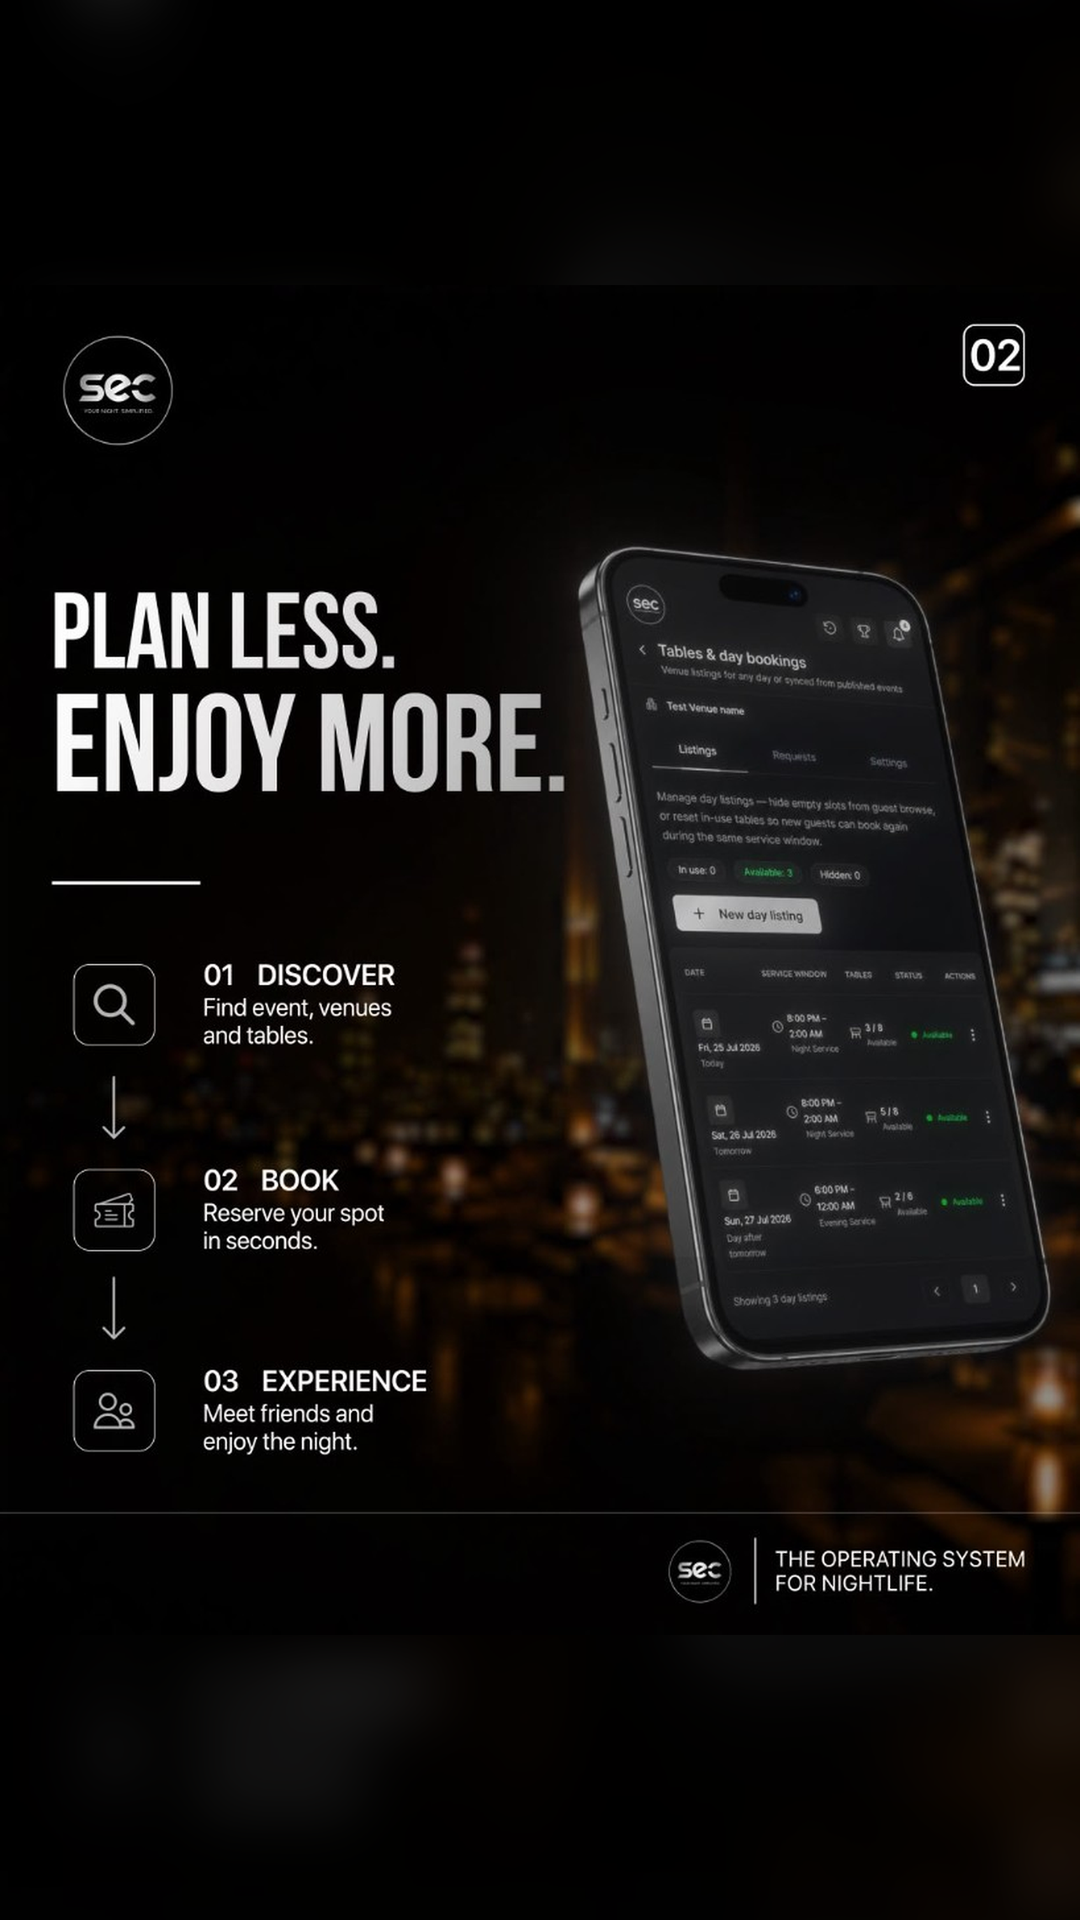 sec
YOUR NIGHT. SIMPLIFIED.
02
PLAN LESS.
ENJOY MORE.
01 DISCOVER
Find event, venues
and tables.
02 BOOK
Reserve your spot
in seconds.
03 EXPERIENCE
Meet friends and
enjoy the night.
sec
Tables & day bookings
Venue listings for any day or synced from published events
Test Venue name
Listings Requests Settings
Manage day listings — hide empty slots from guest browse,
or reset in-use tables so new guests can book again
during the same service window.
In use: 0 Available: 3 Hidden: 0
+ New day listing
DATE SERVICE WINDOW TABLES STATUS ACTIONS
Fri, 25 Jul 2026
Today
8:00 PM –
2:00 AM
Night Service
3 / 8
Available
Available
Sat, 26 Jul 2026
Tomorrow
8:00 PM –
2:00 AM
Night Service
5 / 8
Available
Available
Sun, 27 Jul 2026
Day after
tomorrow
6:00 PM –
12:00 AM
Evening Service
2 / 6
Available
Available
Showing 3 day listings
1
sec
THE OPERATING SYSTEM
FOR NIGHTLIFE.